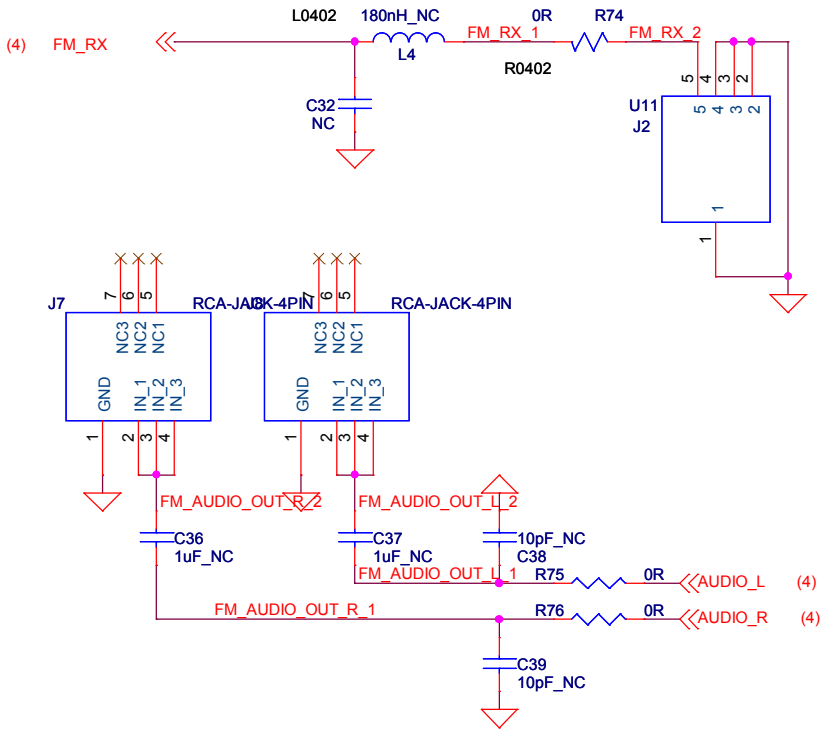 L0402 180nH_NC 0R R74
(4) FM_RX FM_RX_1 FM_RX_2
L4
R0402
C32
NC
5 4 3 2
U11
J2
5 4 3 2
1
1
7 6 5 7 6 5
J7 RCA-JACK-4PIN J8 RCA-JACK-4PIN
NC3 NC2 NC1 NC3 NC2 NC1
GND IN_1 IN_2 IN_3 GND IN_1 IN_2 IN_3
1 2 3 4 1 2 3 4
FM_AUDIO_OUT_R_2 FM_AUDIO_OUT_L_2
C36 C37 10pF_NC
1uF_NC 1uF_NC C38
FM_AUDIO_OUT_L_1 R75 0R AUDIO_L (4)
FM_AUDIO_OUT_R_1 R76 0R AUDIO_R (4)
C39
10pF_NC